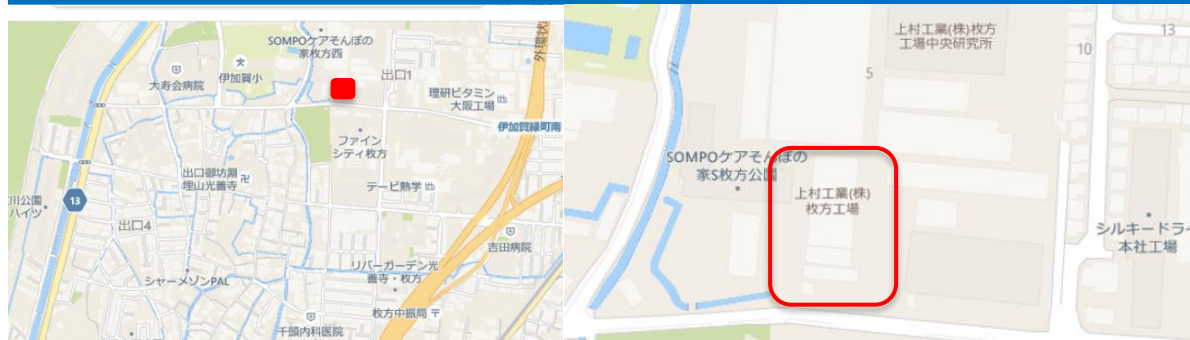 SOMPOケアそんぽの
家枚方西
外環状
大寿会病院
伊加賀小
出口1
理研ビタミン
大阪工場
伊加賀緑町南
ファイン
シティ枚方
出口御坊淵
埋山光善寺
テービ熱学
川公園
ハイツ
13
出口4
吉田病院
リバーガーデン光
善寺・枚方
シャーメゾンPAL
枚方中振局
千頭内科医院
上村工業(株)枚方
工場中央研究所
13
10
5
SOMPOケアそんぽの
家S枚方公園
上村工業(株)
枚方工場
シルキードラ
本社工場